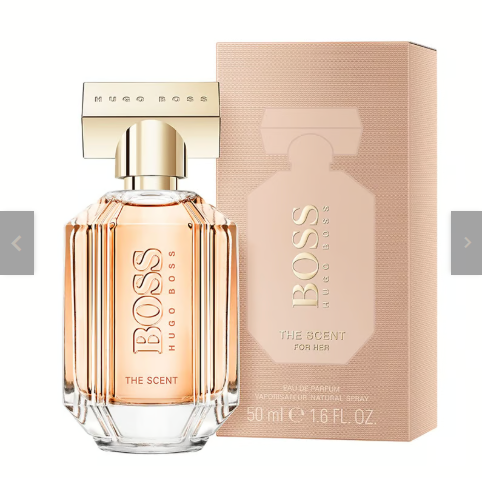 HUGO BOSS
BOSS
HUGO BOSS
THE SCENT
BOSS
HUGO BOSS
THE SCENT
FOR HER
EAU DE PARFUM
VAPORISATEUR NATURAL SPRAY
50 ml ℮ 1.6 FL. OZ.